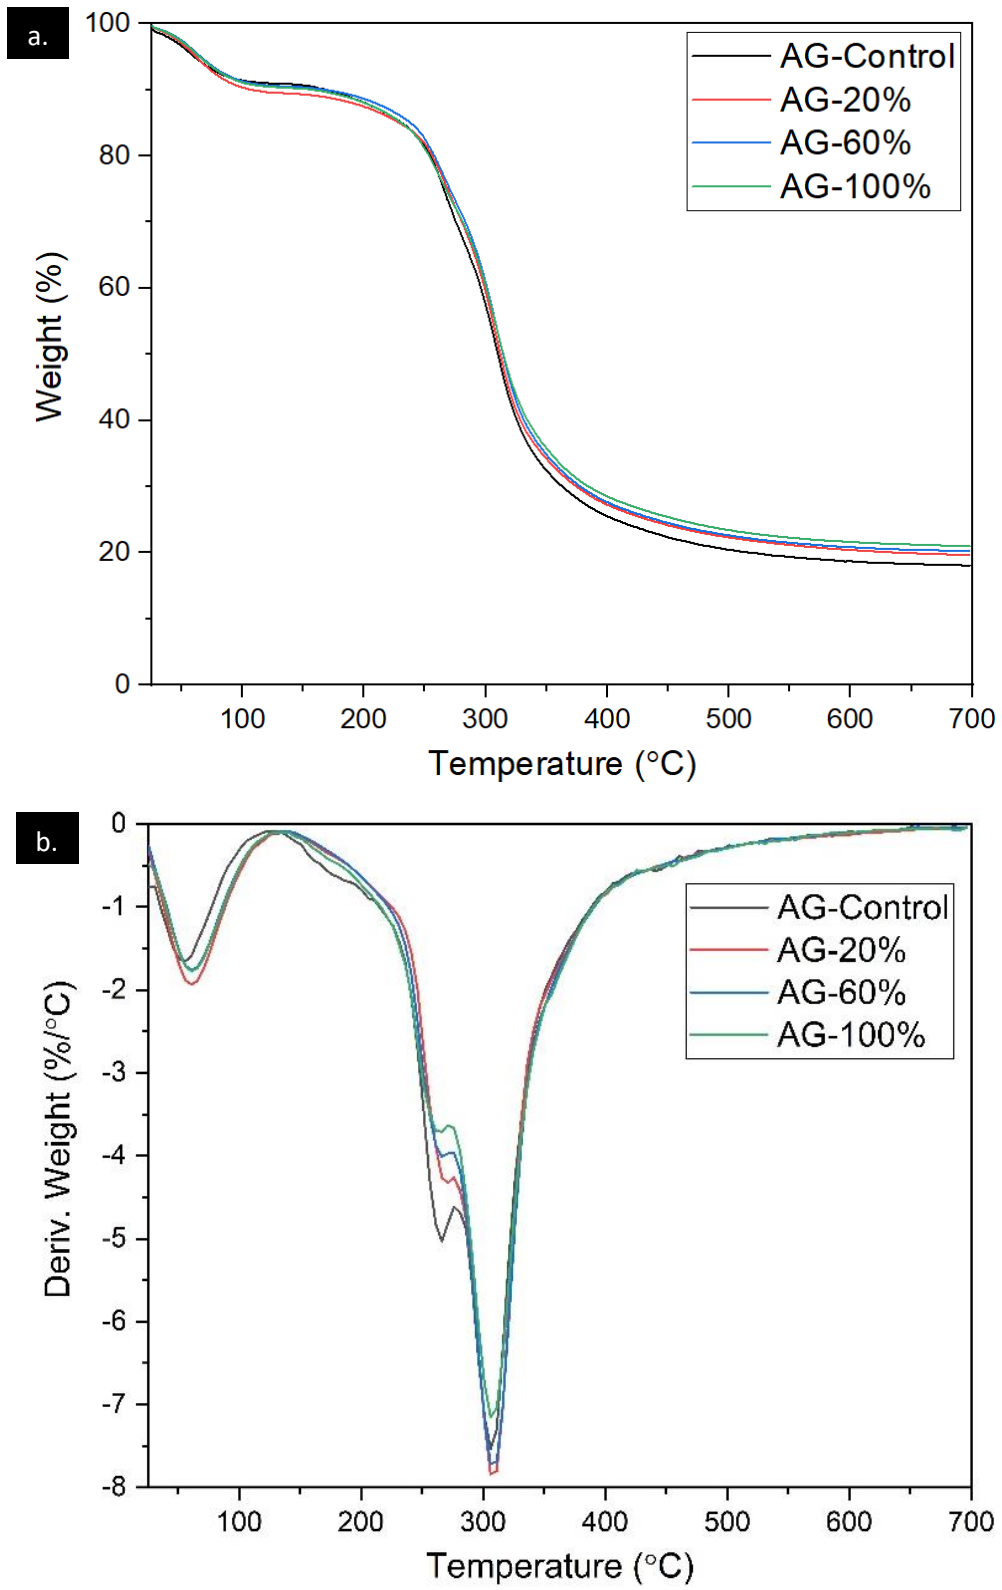 a.
100
80
60
40
20
0
Weight (%)
AG-Control
AG-20%
AG-60%
AG-100%
100 200 300 400 500 600 700
Temperature (°C)
b.
0
-1
-2
-3
-4
-5
-6
-7
-8
Deriv. Weight (%/°C)
AG-Control
AG-20%
AG-60%
AG-100%
100 200 300 400 500 600 700
Temperature (°C)